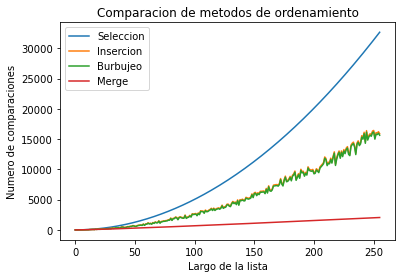 Comparacion de metodos de ordenamiento
Seleccion
Insercion
Burbujeo
Merge
Numero de comparaciones
30000
25000
20000
15000
10000
5000
0
0 50 100 150 200 250
Largo de la lista